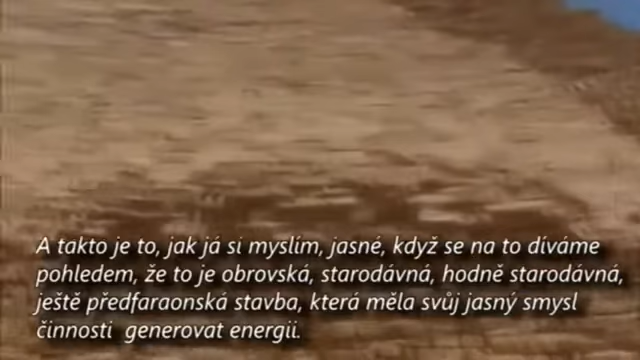 A takto je to, jak já si myslím, jasné, když se na to díváme
pohledem, že to je obrovská, starodávná, hodně starodávná,
ještě předfaraonská stavba, která měla svůj jasný smysl
činnosti  generovat energii.